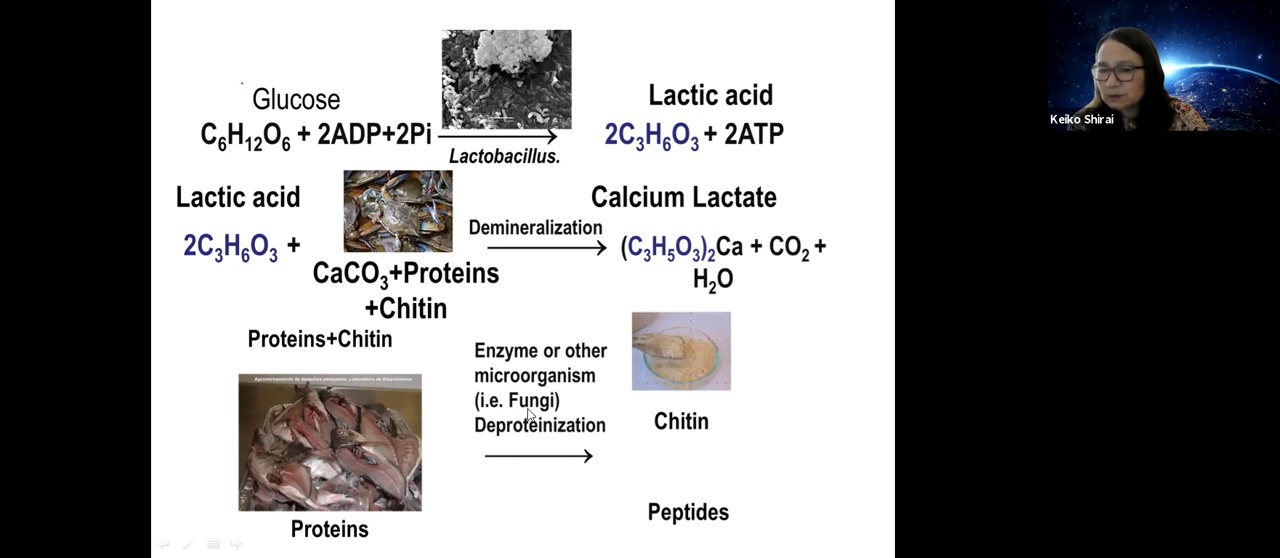 Glucose
C₆H₁₂O₆ + 2ADP+2Pi
Lactobacillus.
Lactic acid
2C₃H₆O₃ + 2ATP
Lactic acid
2C₃H₆O₃ +
CaCO₃+Proteins
+Chitin
Demineralization
Calcium Lactate
(C₃H₅O₃)₂Ca + CO₂ +
H₂O
Proteins+Chitin
Enzyme or other
microorganism
(i.e. Fungi)
Deproteinization
Chitin
Proteins
Peptides
Keiko Shirai